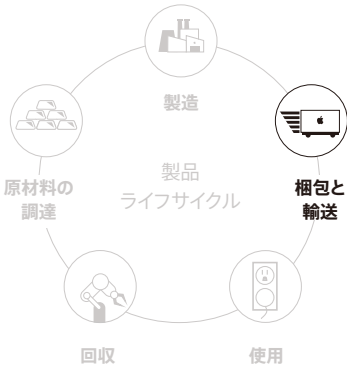 製造
梱包と
輸送
原材料の
調達
製品
ライフサイクル
回収
使用